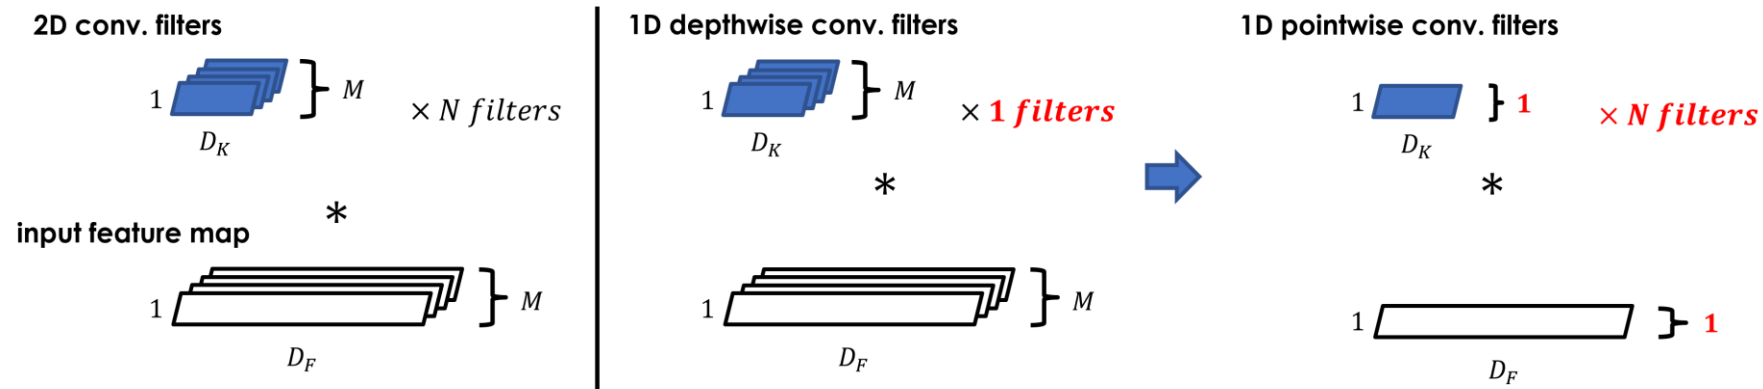 2D conv. filters
1
M
× N filters
D_K
*
input feature map
1
M
D_F
1D depthwise conv. filters
1
M
× 1 filters
D_K
*
1
M
D_F
1D pointwise conv. filters
1
1
× N filters
D_K
*
1
1
D_F